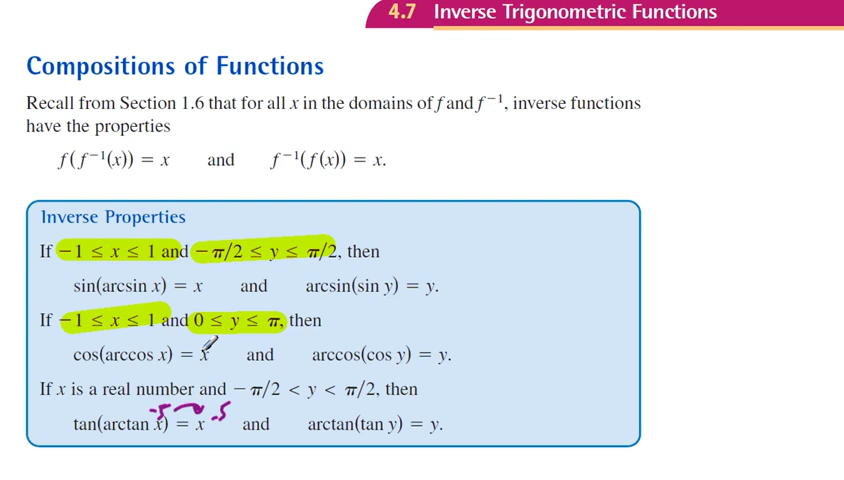 4.7 Inverse Trigonometric Functions
Compositions of Functions
Recall from Section 1.6 that for all x in the domains of f and f⁻¹, inverse functions
have the properties
f(f⁻¹(x)) = x and f⁻¹(f(x)) = x.
Inverse Properties
If −1 ≤ x ≤ 1 and −π/2 ≤ y ≤ π/2, then
sin(arcsin x) = x and arcsin(sin y) = y.
If −1 ≤ x ≤ 1 and 0 ≤ y ≤ π, then
cos(arccos x) = x and arccos(cos y) = y.
If x is a real number and −π/2 < y < π/2, then
-5 -5
tan(arctan x) = x and arctan(tan y) = y.